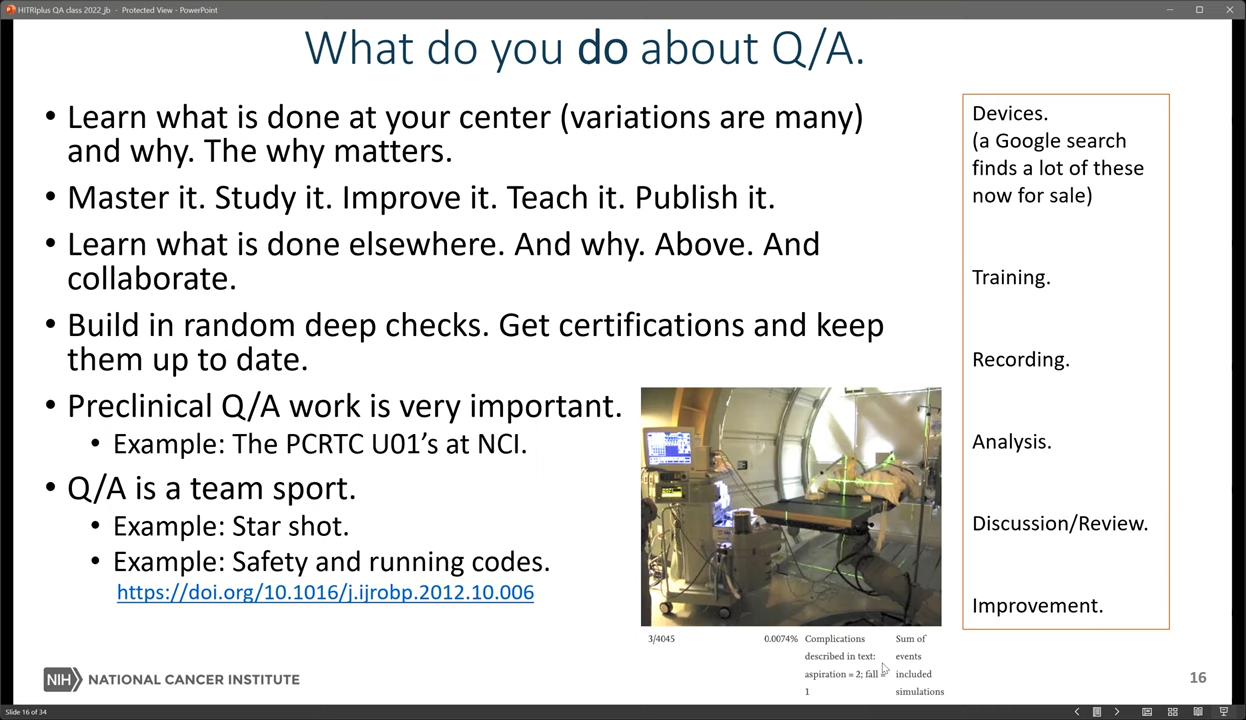 HITRIplus QA class 2022_jb - Protected View - PowerPoint
What do you do about Q/A.
• Learn what is done at your center (variations are many)
and why. The why matters.
• Master it. Study it. Improve it. Teach it. Publish it.
• Learn what is done elsewhere. And why. Above. And
collaborate.
• Build in random deep checks. Get certifications and keep
them up to date.
• Preclinical Q/A work is very important.
• Example: The PCRTC U01’s at NCI.
• Q/A is a team sport.
• Example: Star shot.
• Example: Safety and running codes.
https://doi.org/10.1016/j.ijrobp.2012.10.006
Devices.
(a Google search
finds a lot of these
now for sale)
Training.
Recording.
Analysis.
Discussion/Review.
Improvement.
3/4045
0.0074%
Complications
described in text:
aspiration = 2; fall =
1
Sum of
events
included
simulations
NIH NATIONAL CANCER INSTITUTE
16
Slide 16 of 34